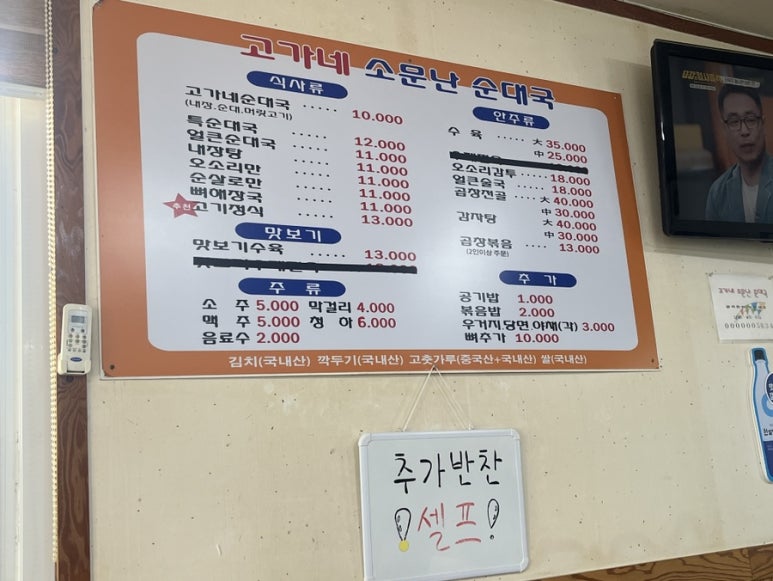 고가네 소문난 순대국
식사류
고가네순대국 ..... 10.000
(내장.순대.머릿고기)
특순대국 ..... 12.000
얼큰순대국 ..... 11.000
내장탕 ..... 11.000
오소리만 ..... 11.000
순살로만 ..... 11.000
뼈해장국 ..... 11.000
추천 고기정식 ..... 13.000
맛보기
맛보기수육 ..... 13.000
주류
소주 5.000 막걸리 4.000
맥주 5.000 청하 6.000
음료수 2.000
안주류
수육 ..... 大 35.000
中 25.000
오소리감투 ..... 18.000
얼큰술국 ..... 18.000
곱창전골 ... 大 40.000
中 30.000
감자탕 大 40.000
中 30.000
곱창볶음 .... 13.000
(2인이상 주문)
추가
공기밥 1.000
볶음밥 2.000
우거지,당면,야채(각) 3.000
뼈추가 10.000
김치(국내산) 깍두기(국내산) 고춧가루(중국산+국내산) 쌀(국내산)
추가반찬
!셀프!
고가네 소문난 순대국